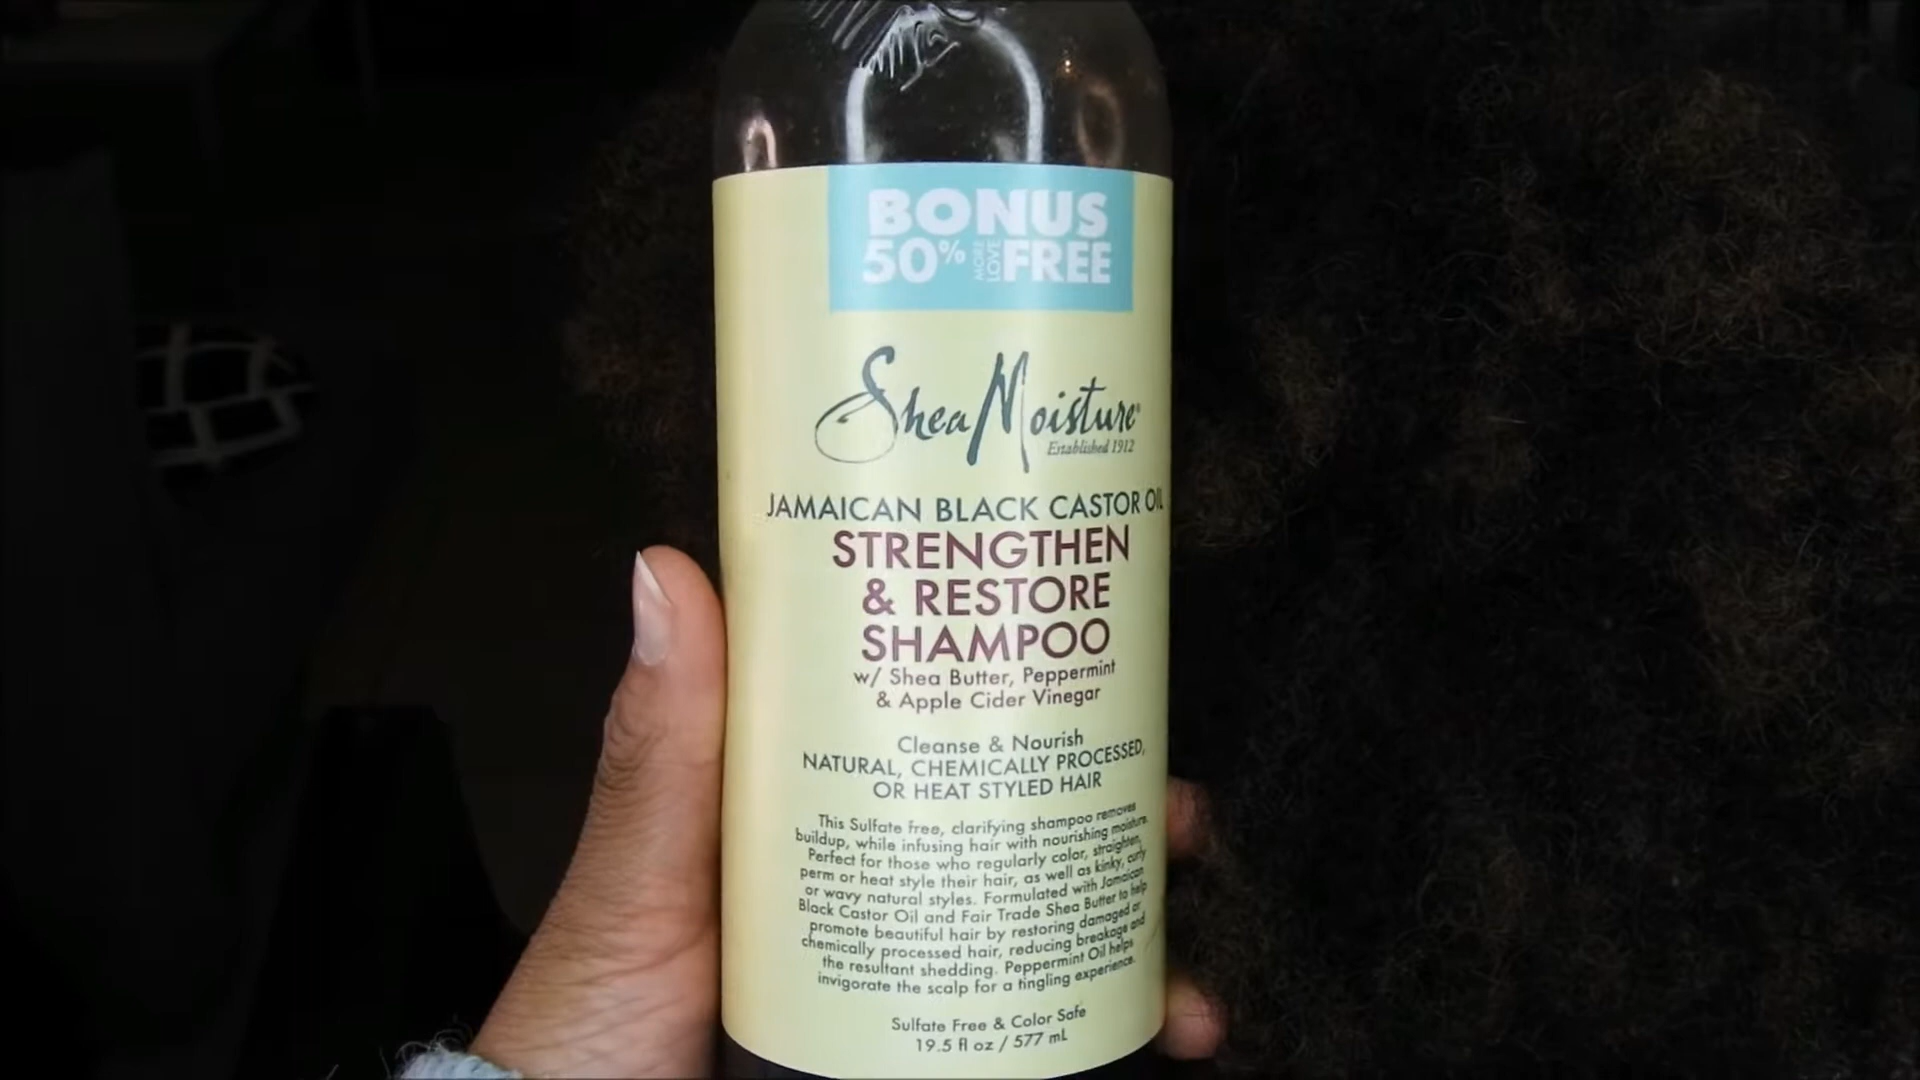 BONUS
50% MORE LOVE FREE
SheaMoisture®
Established 1912
JAMAICAN BLACK CASTOR OIL
STRENGTHEN
& RESTORE
SHAMPOO
w/ Shea Butter, Peppermint
& Apple Cider Vinegar
Cleanse & Nourish
NATURAL, CHEMICALLY PROCESSED,
OR HEAT STYLED HAIR
This Sulfate free, clarifying shampoo removes
buildup, while infusing hair with nourishing moisture.
Perfect for those who regularly color, straighten,
perm or heat style their hair, as well as kinky, curly
or wavy natural styles. Formulated with Jamaican
Black Castor Oil and Fair Trade Shea Butter to help
promote beautiful hair by restoring damaged or
chemically processed hair, reducing breakage and
the resultant shedding. Peppermint Oil helps
invigorate the scalp for a tingling experience.
Sulfate Free & Color Safe
19.5 fl oz / 577 mL